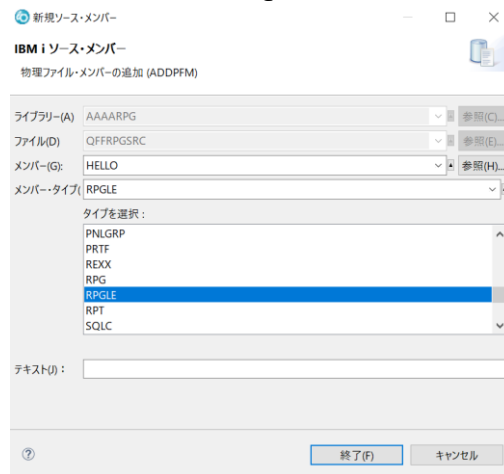 新規ソース・メンバー
IBM i ソース・メンバー
物理ファイル・メンバーの追加 (ADDPFM)
ライブラリー(A) AAAARPG 参照(C)...
ファイル(D) QFFRPGSRC 参照(E)...
メンバー(G): HELLO 参照(H)...
メンバー・タイプ( RPGLE
タイプを選択 :
PNLGRP
PRTF
REXX
RPG
RPGLE
RPT
SQLC
テキスト(J) :
終了(F) キャンセル